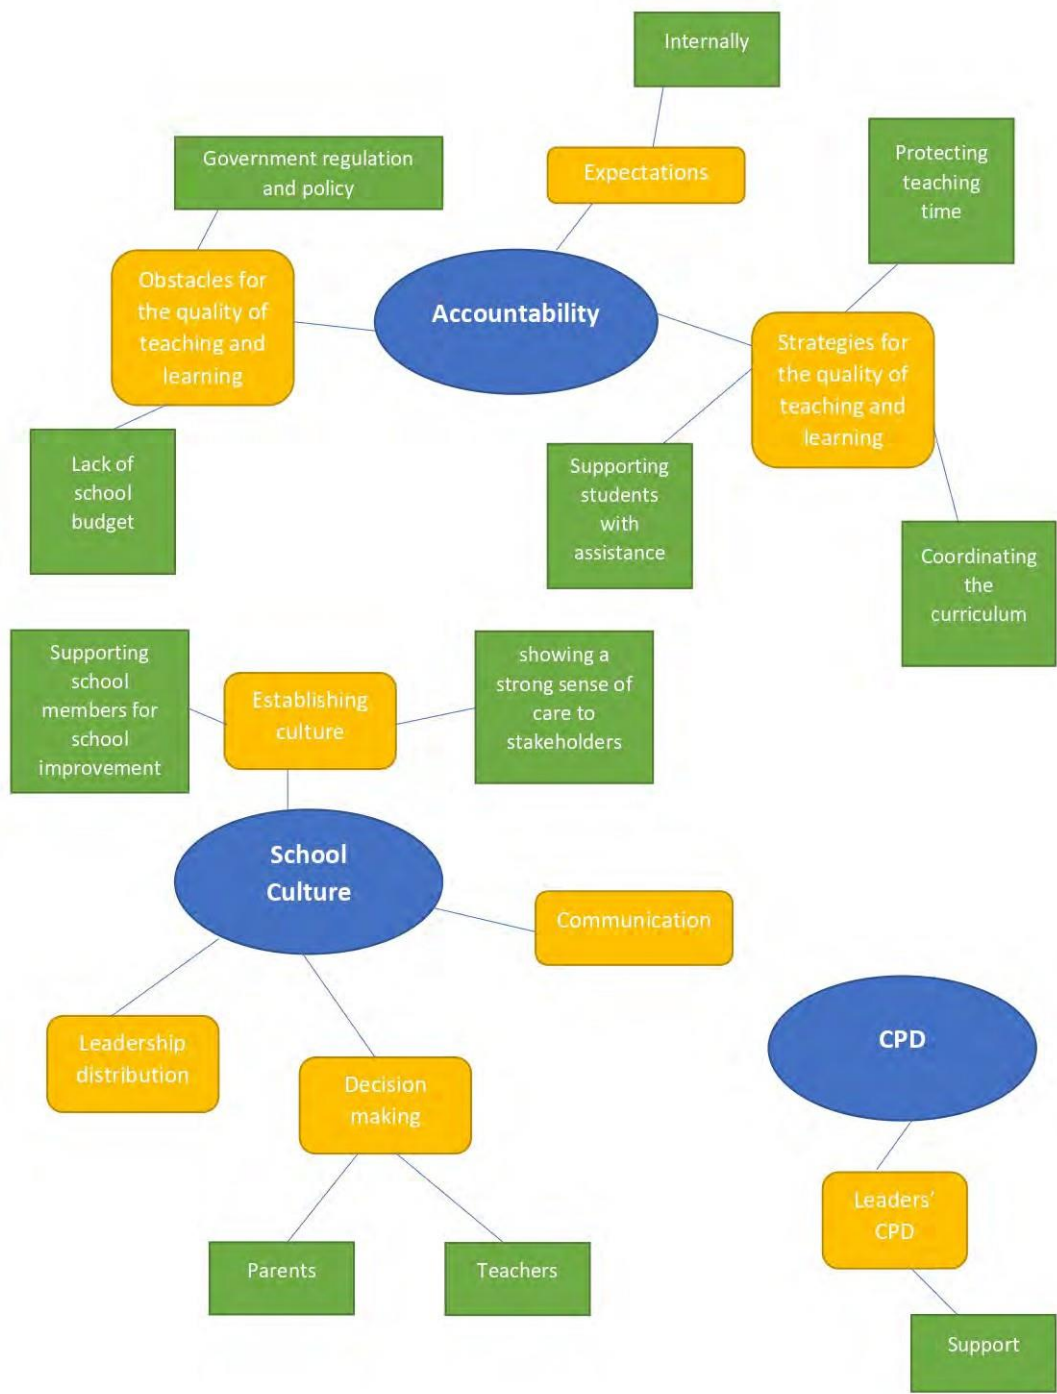 Internally
Expectations
Government regulation
and policy
Protecting
teaching
time
Obstacles for
the quality of
teaching and
learning
Accountability
Strategies for
the quality of
teaching and
learning
Lack of
school
budget
Supporting
students
with
assistance
Coordinating
the
curriculum
Supporting
school
members for
school
improvement
Establishing
culture
showing a
strong sense of
care to
stakeholders
School
Culture
Communication
Leadership
distribution
Decision
making
CPD
Leaders’
CPD
Parents
Teachers
Support